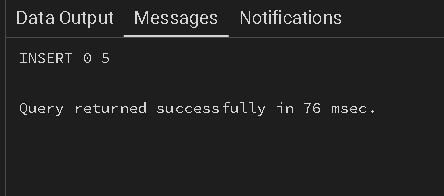 Data Output Messages Notifications
INSERT 0 5
Query returned successfully in 76 msec.